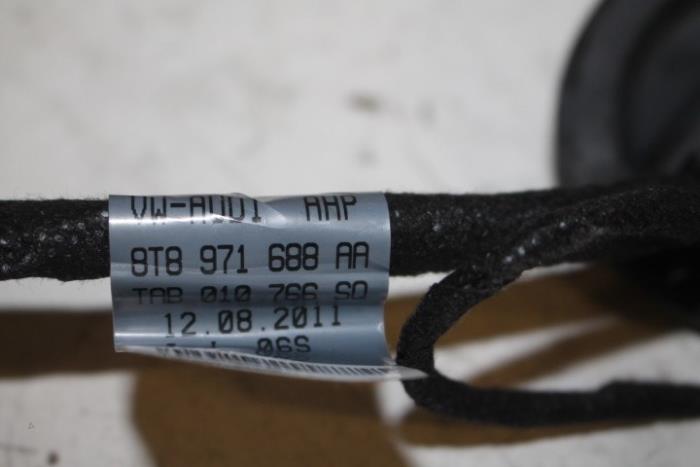 VW-AUDI AHP
8T8 971 688 AA
TAB 010 766 SO
12.08.2011
06S